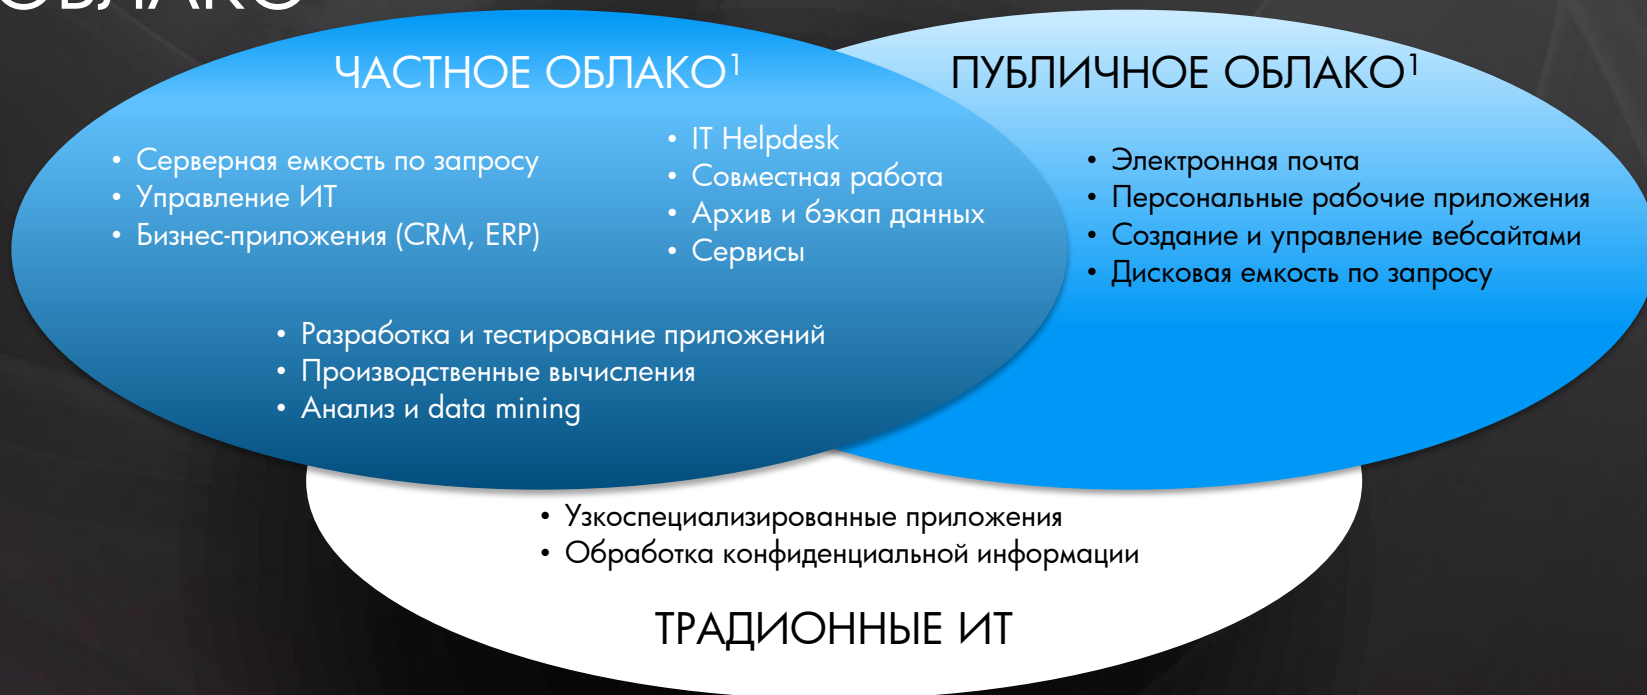 ОБЛАКО
ЧАСТНОЕ ОБЛАКО¹
ПУБЛИЧНОЕ ОБЛАКО¹
• Серверная емкость по запросу
• Управление ИТ
• Бизнес-приложения (CRM, ERP)
• IT Helpdesk
• Совместная работа
• Архив и бэкап данных
• Сервисы
• Электронная почта
• Персональные рабочие приложения
• Создание и управление вебсайтами
• Дисковая емкость по запросу
• Разработка и тестирование приложений
• Производственные вычисления
• Анализ и data mining
• Узкоспециализированные приложения
• Обработка конфиденциальной информации
ТРАДИОННЫЕ ИТ